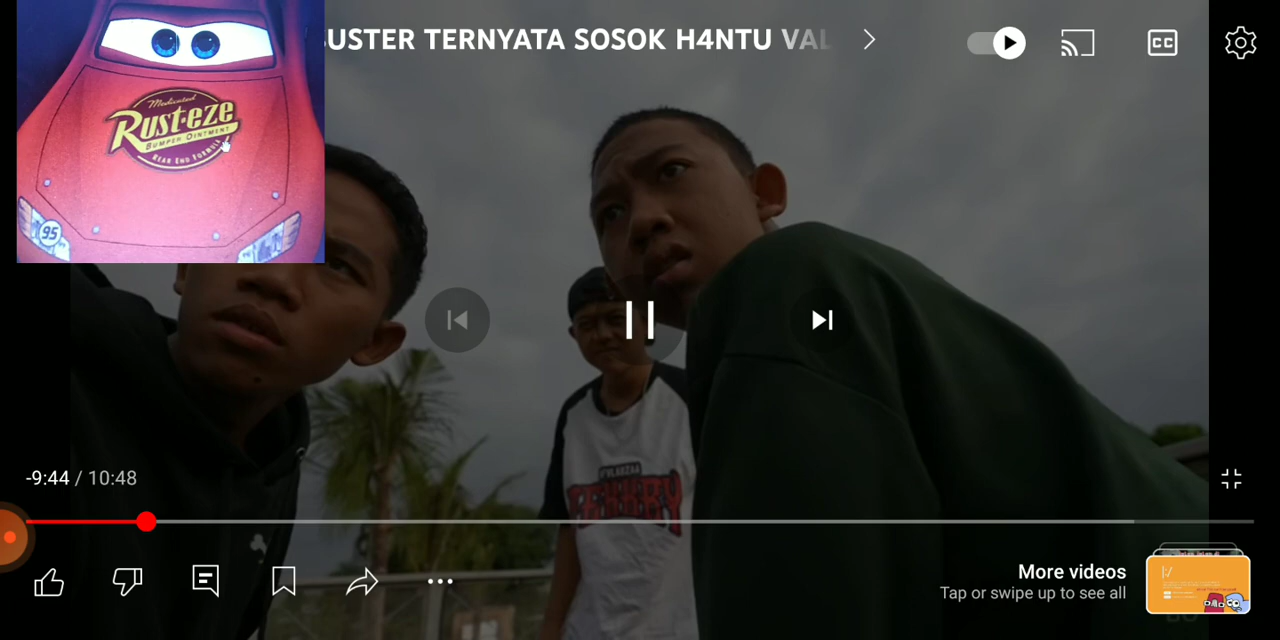 USTER TERNYATA SOSOK H4NTU VAL
CC
Medicated
Rust-eze
BUMPER OINTMENT
REAR END FORMULA
95
-9:44 / 10:48
More videos
Tap or swipe up to see all